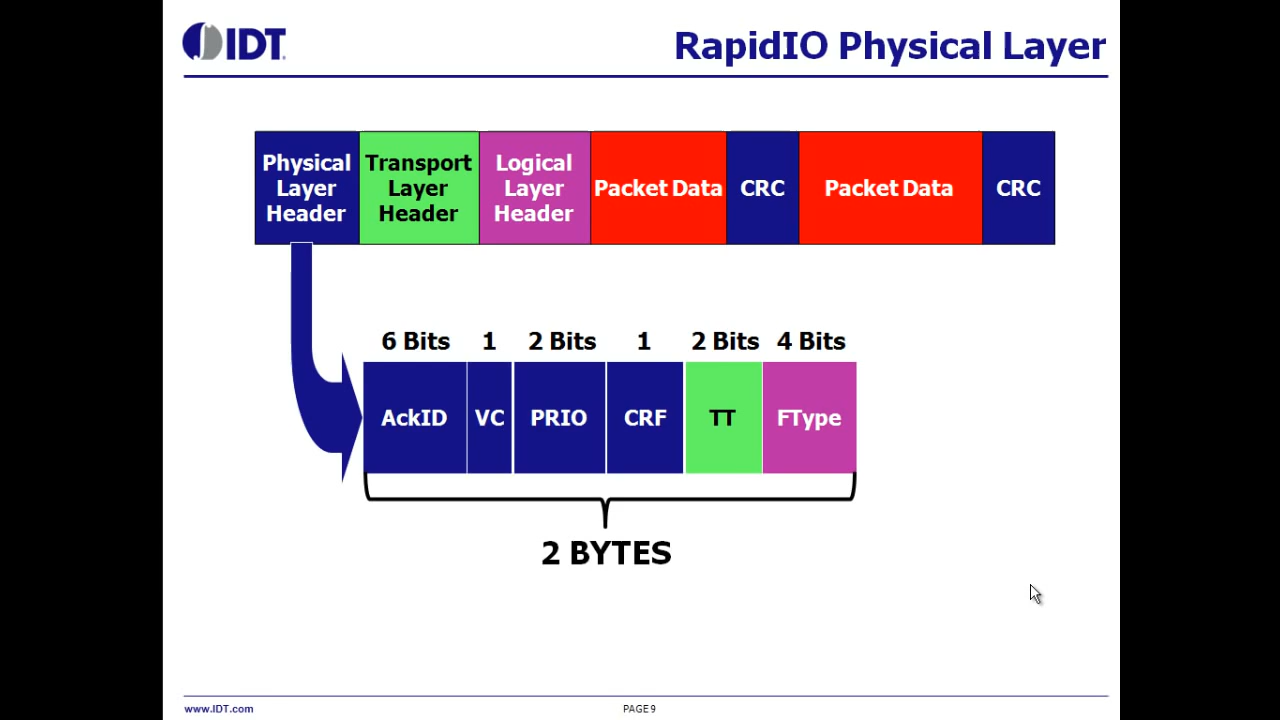 IDT.
RapidIO Physical Layer
Physical Layer Header
Transport Layer Header
Logical Layer Header
Packet Data
CRC
Packet Data
CRC
6 Bits 1 2 Bits 1 2 Bits 4 Bits
AckID VC PRIO CRF TT FType
2 BYTES
www.IDT.com
PAGE 9